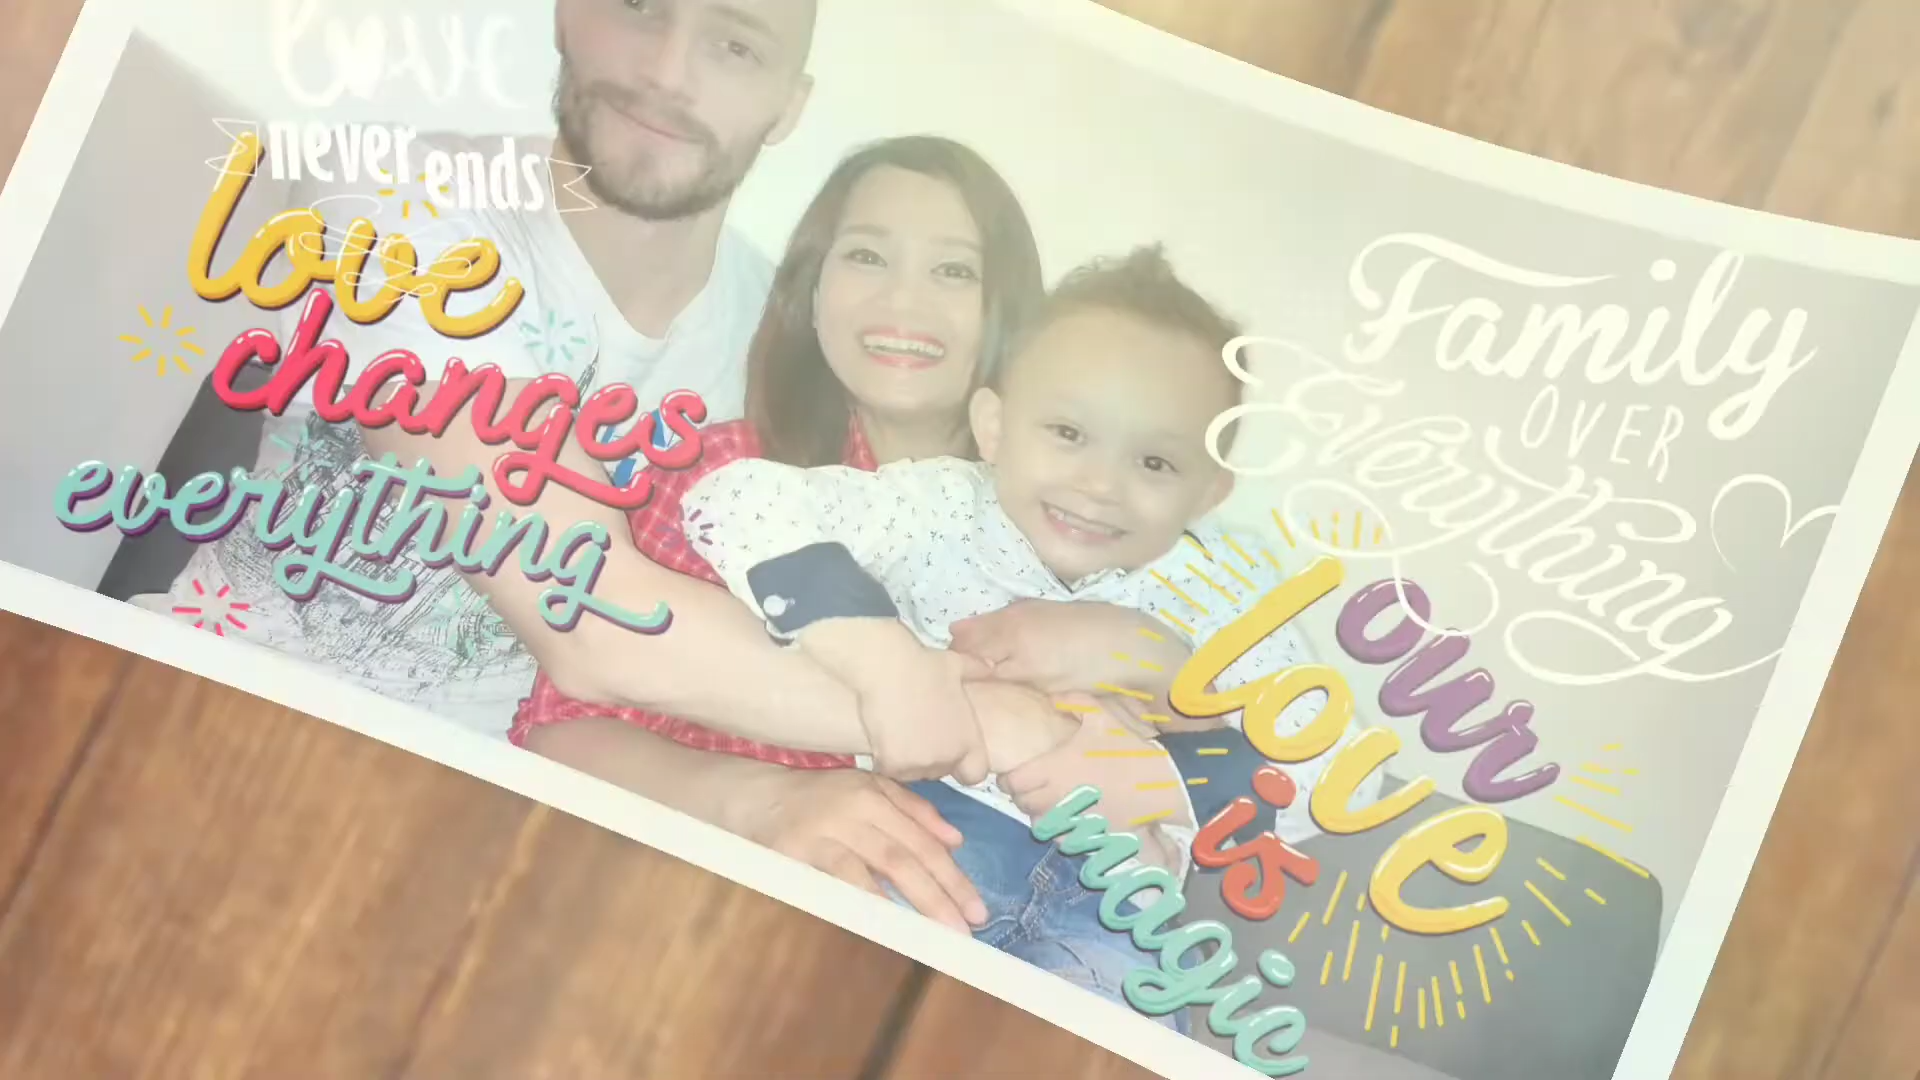 love
never ends
love
changes
everything
Family
OVER
Everything
our
love
is
magic